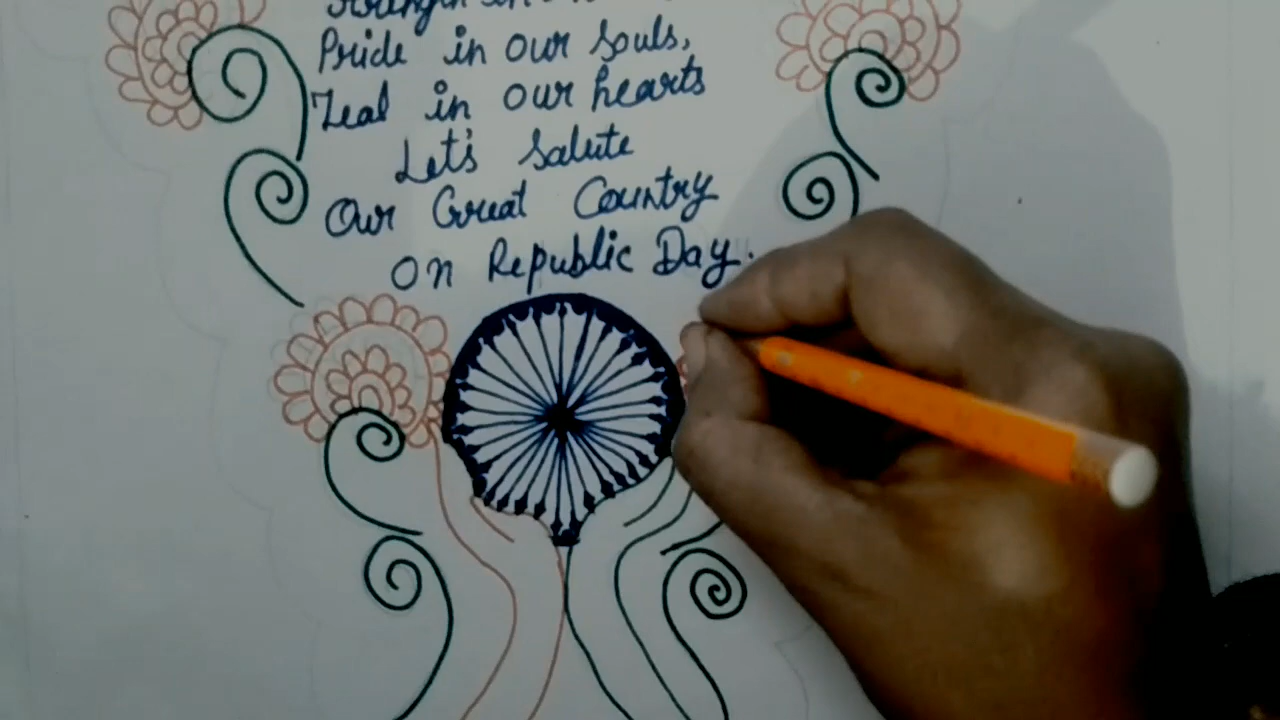 Pride in our souls,
Zeal in our hearts
Let's Salute
Our Great Country
On Republic Day.